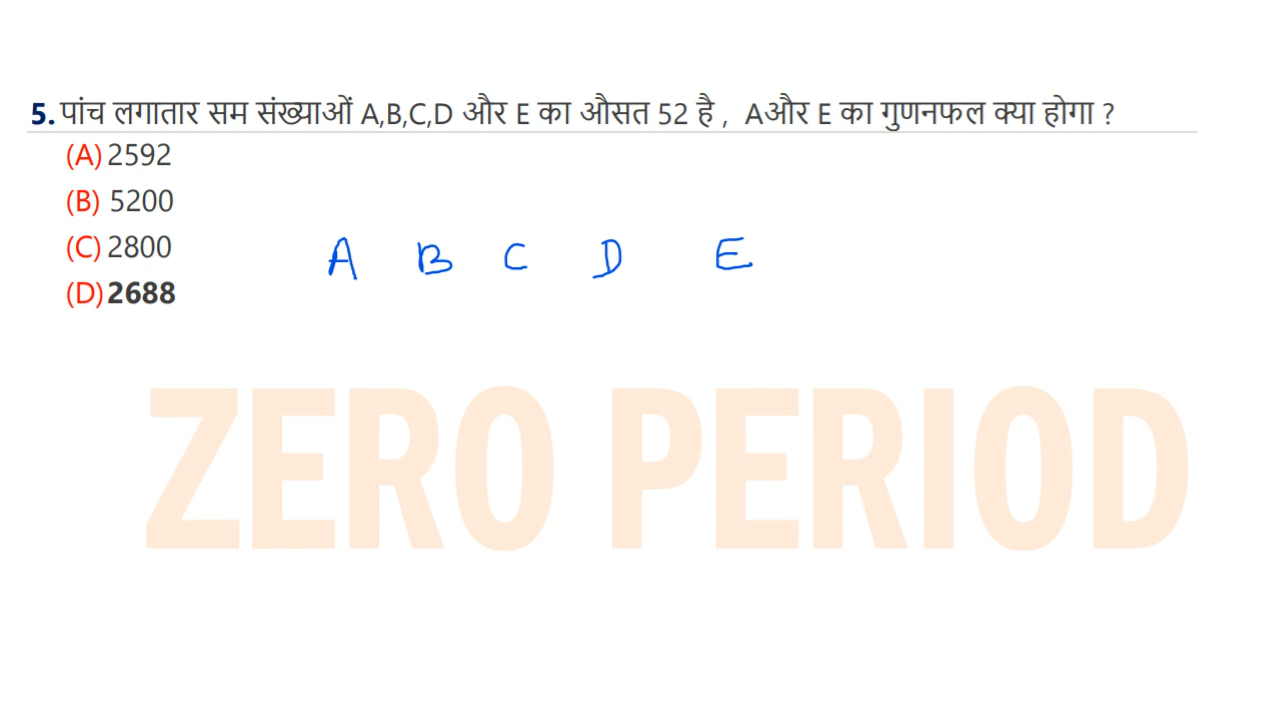 5. पांच लगातार सम संख्याओं A,B,C,D और E का औसत 52 है , Aऔर E का गुणनफल क्या होगा ?
(A) 2592
(B) 5200
(C) 2800
(D) 2688
A B C D E
ZERO PERIOD